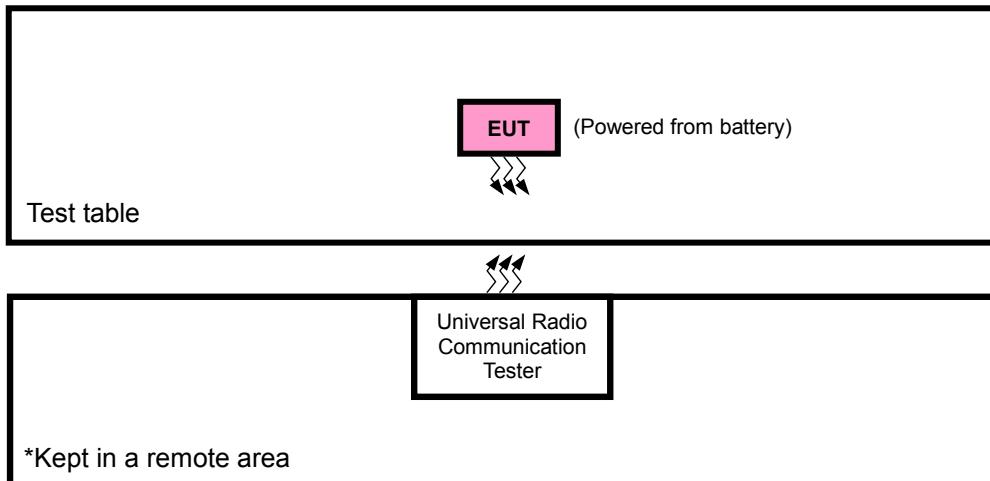 EUT
(Powered from battery)
Test table
Universal Radio
Communication
Tester
*Kept in a remote area